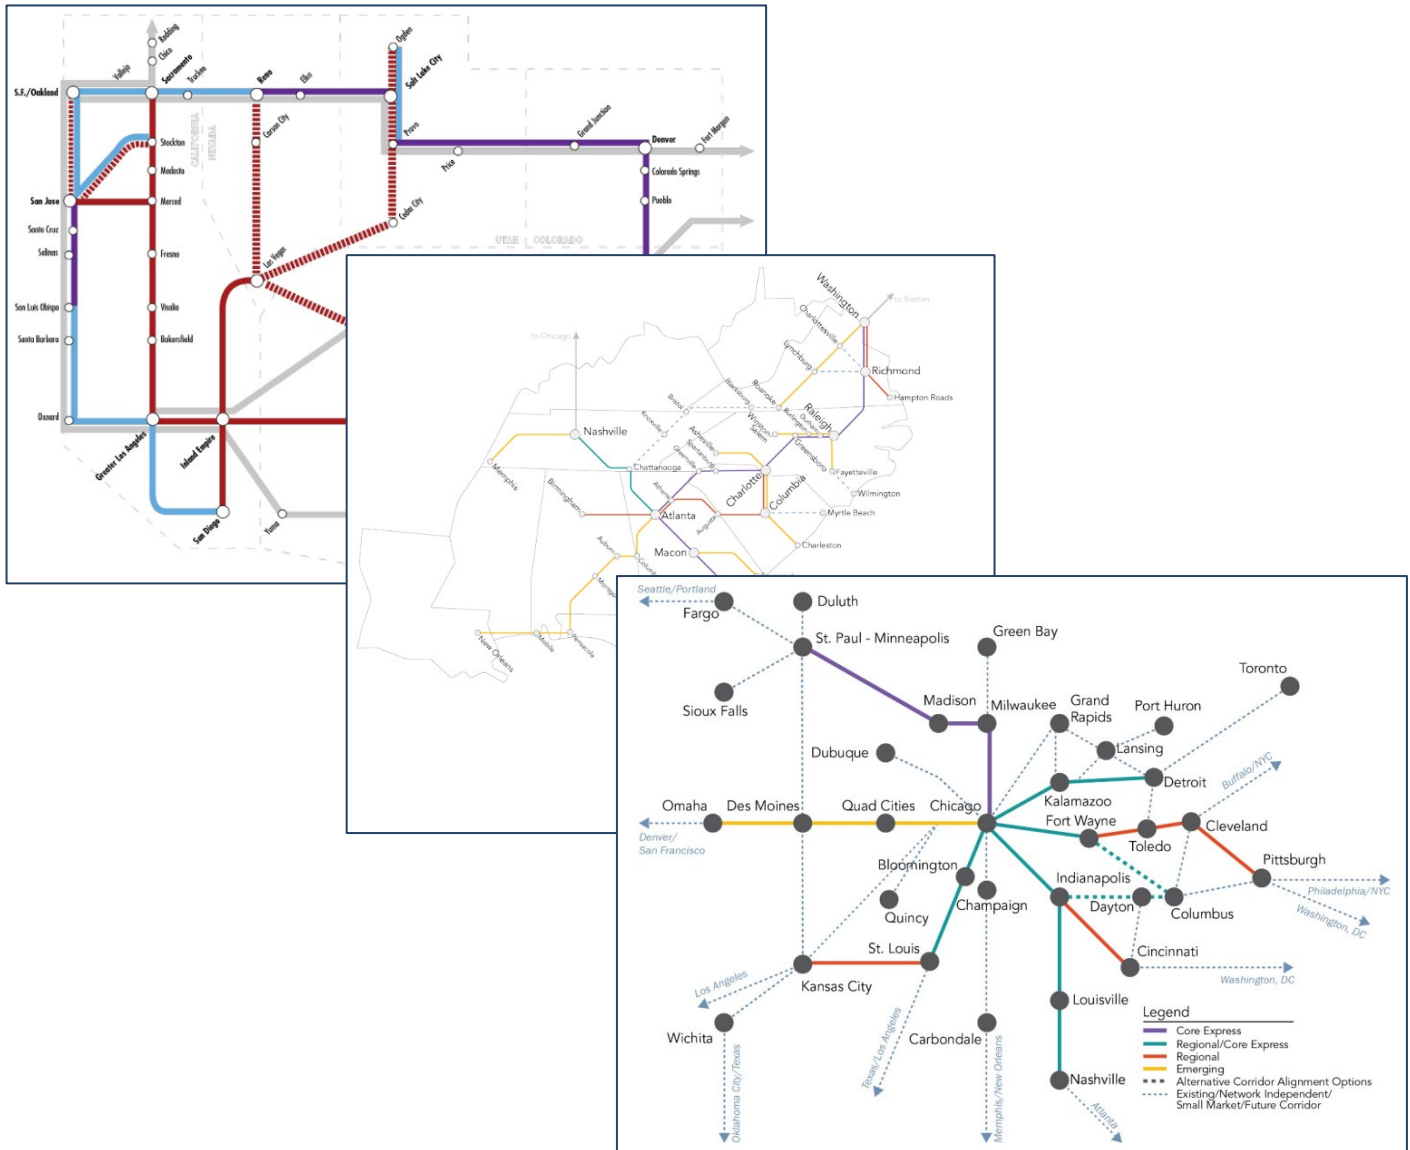 Ogden
Redding
Chico
Vallejo
Sacramento
Truckee
Reno
Elko
Salt Lake City
S.F./Oakland
Provo
Grand Junction
Denver
Fort Morgan
Carson City
CALIFORNIA
NEVADA
Stockton
Price
Modesto
Colorado Springs
San Jose
Merced
Pueblo
Santa Cruz
Cedar City
Salinas
Fresno
Las Vegas
UTAH
COLORADO
San Luis Obispo
Visalia
Santa Barbara
Bakersfield
Oxnard
Greater Los Angeles
Inland Empire
San Diego
Yuma
Washington
to Boston
Charlottesville
to Chicago
Lynchburg
Richmond
Roanoke
Blacksburg
Hampton Roads
Bristol
Raleigh
Durham
Burlington
Knoxville
Winston
Salem
Nashville
Asheville
Greensboro
Spartanburg
Greenville
Chattanooga
Charlotte
Fayetteville
Memphis
Athens
Columbia
Wilmington
Birmingham
Atlanta
Augusta
Myrtle Beach
Auburn
Macon
Charleston
Mobile
Pensacola
New Orleans
Seattle/Portland
Fargo
Duluth
St. Paul - Minneapolis
Green Bay
Toronto
Sioux Falls
Madison
Milwaukee
Grand
Rapids
Port Huron
Dubuque
Lansing
Detroit
Buffalo/NYC
Kalamazoo
Omaha
Des Moines
Quad Cities
Chicago
Fort Wayne
Cleveland
Toledo
Denver/
San Francisco
Pittsburgh
Bloomington
Indianapolis
Philadelphia/NYC
Champaign
Dayton
Columbus
Quincy
Washington, DC
St. Louis
Cincinnati
Kansas City
Los Angeles
Washington, DC
Louisville
Wichita
Carbondale
Texas/Los Angeles
Oklahoma City/Texas
Memphis/New Orleans
Nashville
Atlanta
Legend
Core Express
Regional/Core Express
Regional
Emerging
Alternative Corridor Alignment Options
Existing/Network Independent/
Small Market/Future Corridor